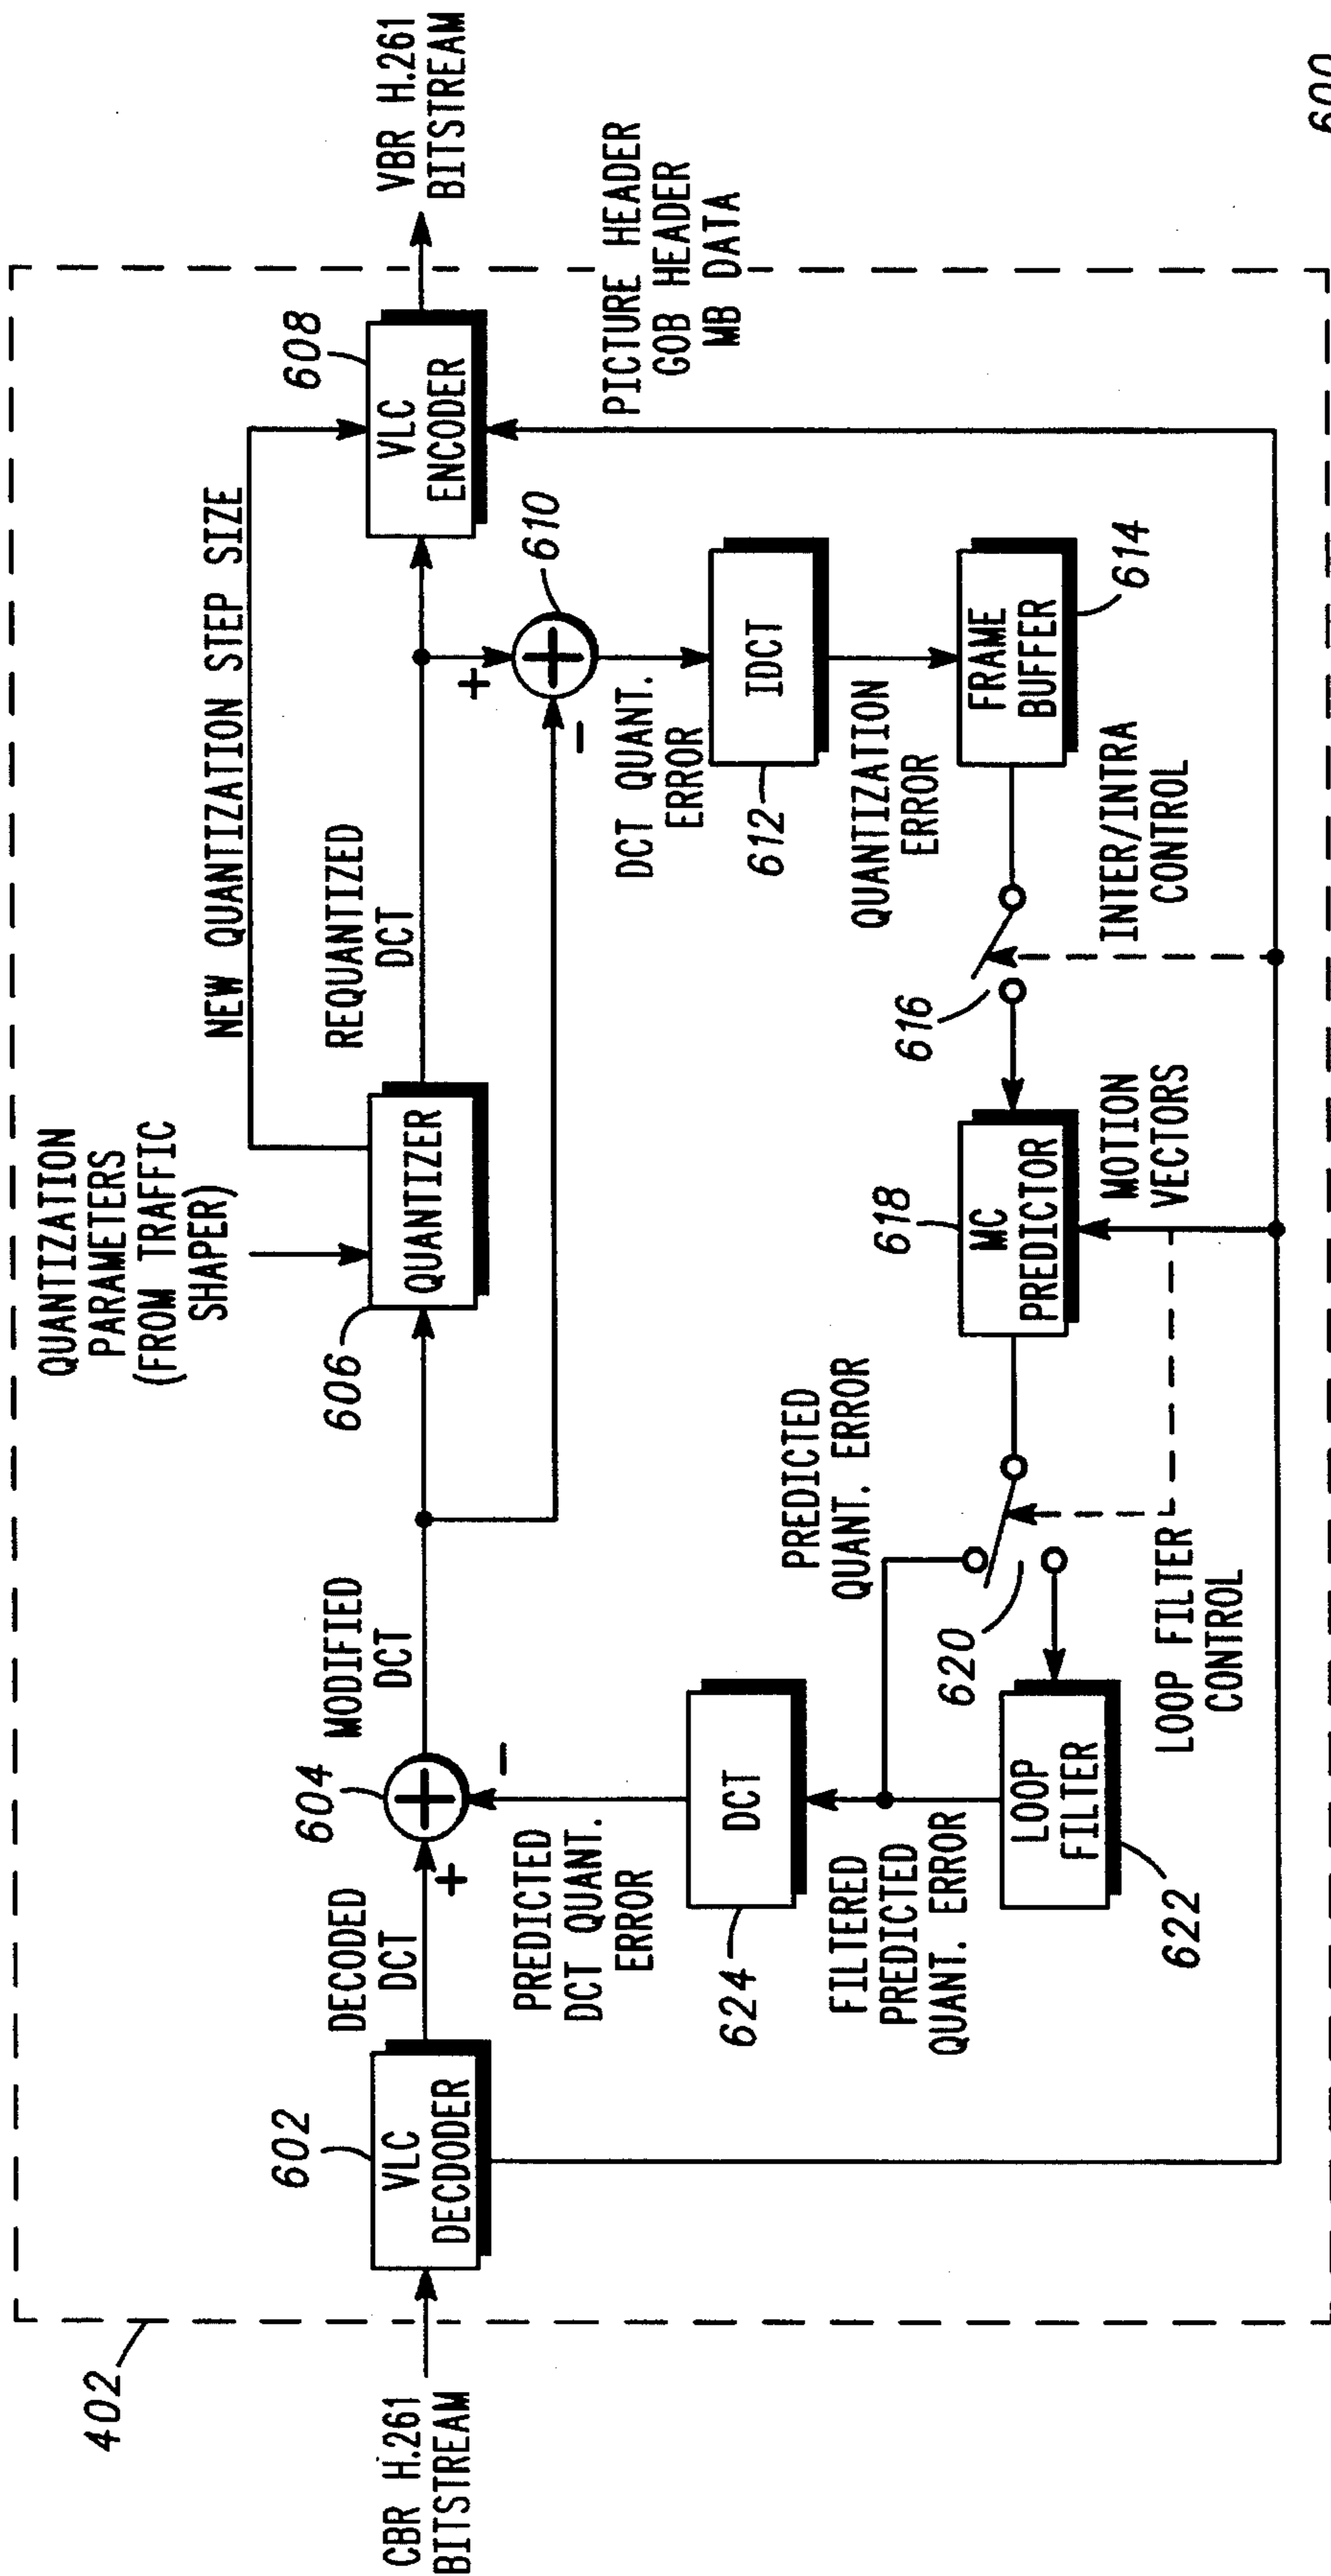 402
CBR H.261
BITSTREAM
602
VLC
DECDODER
DECODED
DCT
+
604
-
MODIFIED
DCT
PREDICTED
DCT QUANT.
ERROR
QUANTIZATION
PARAMETERS
(FROM TRAFFIC
SHAPER)
606
QUANTIZER
NEW QUANTIZATION STEP SIZE
REQUANTIZED
DCT
608
VLC
ENCODER
VBR H.261
BITSTREAM
PICTURE HEADER
GOB HEADER
MB DATA
+
610
-
DCT QUANT.
ERROR
IDCT
612
QUANTIZATION
ERROR
FRAME
BUFFER
614
616
INTER/INTRA
CONTROL
618
MC
PREDICTOR
MOTION
VECTORS
PREDICTED
QUANT. ERROR
620
LOOP FILTER
CONTROL
DCT
624
FILTERED
PREDICTED
QUANT. ERROR
LOOP
FILTER
622
600